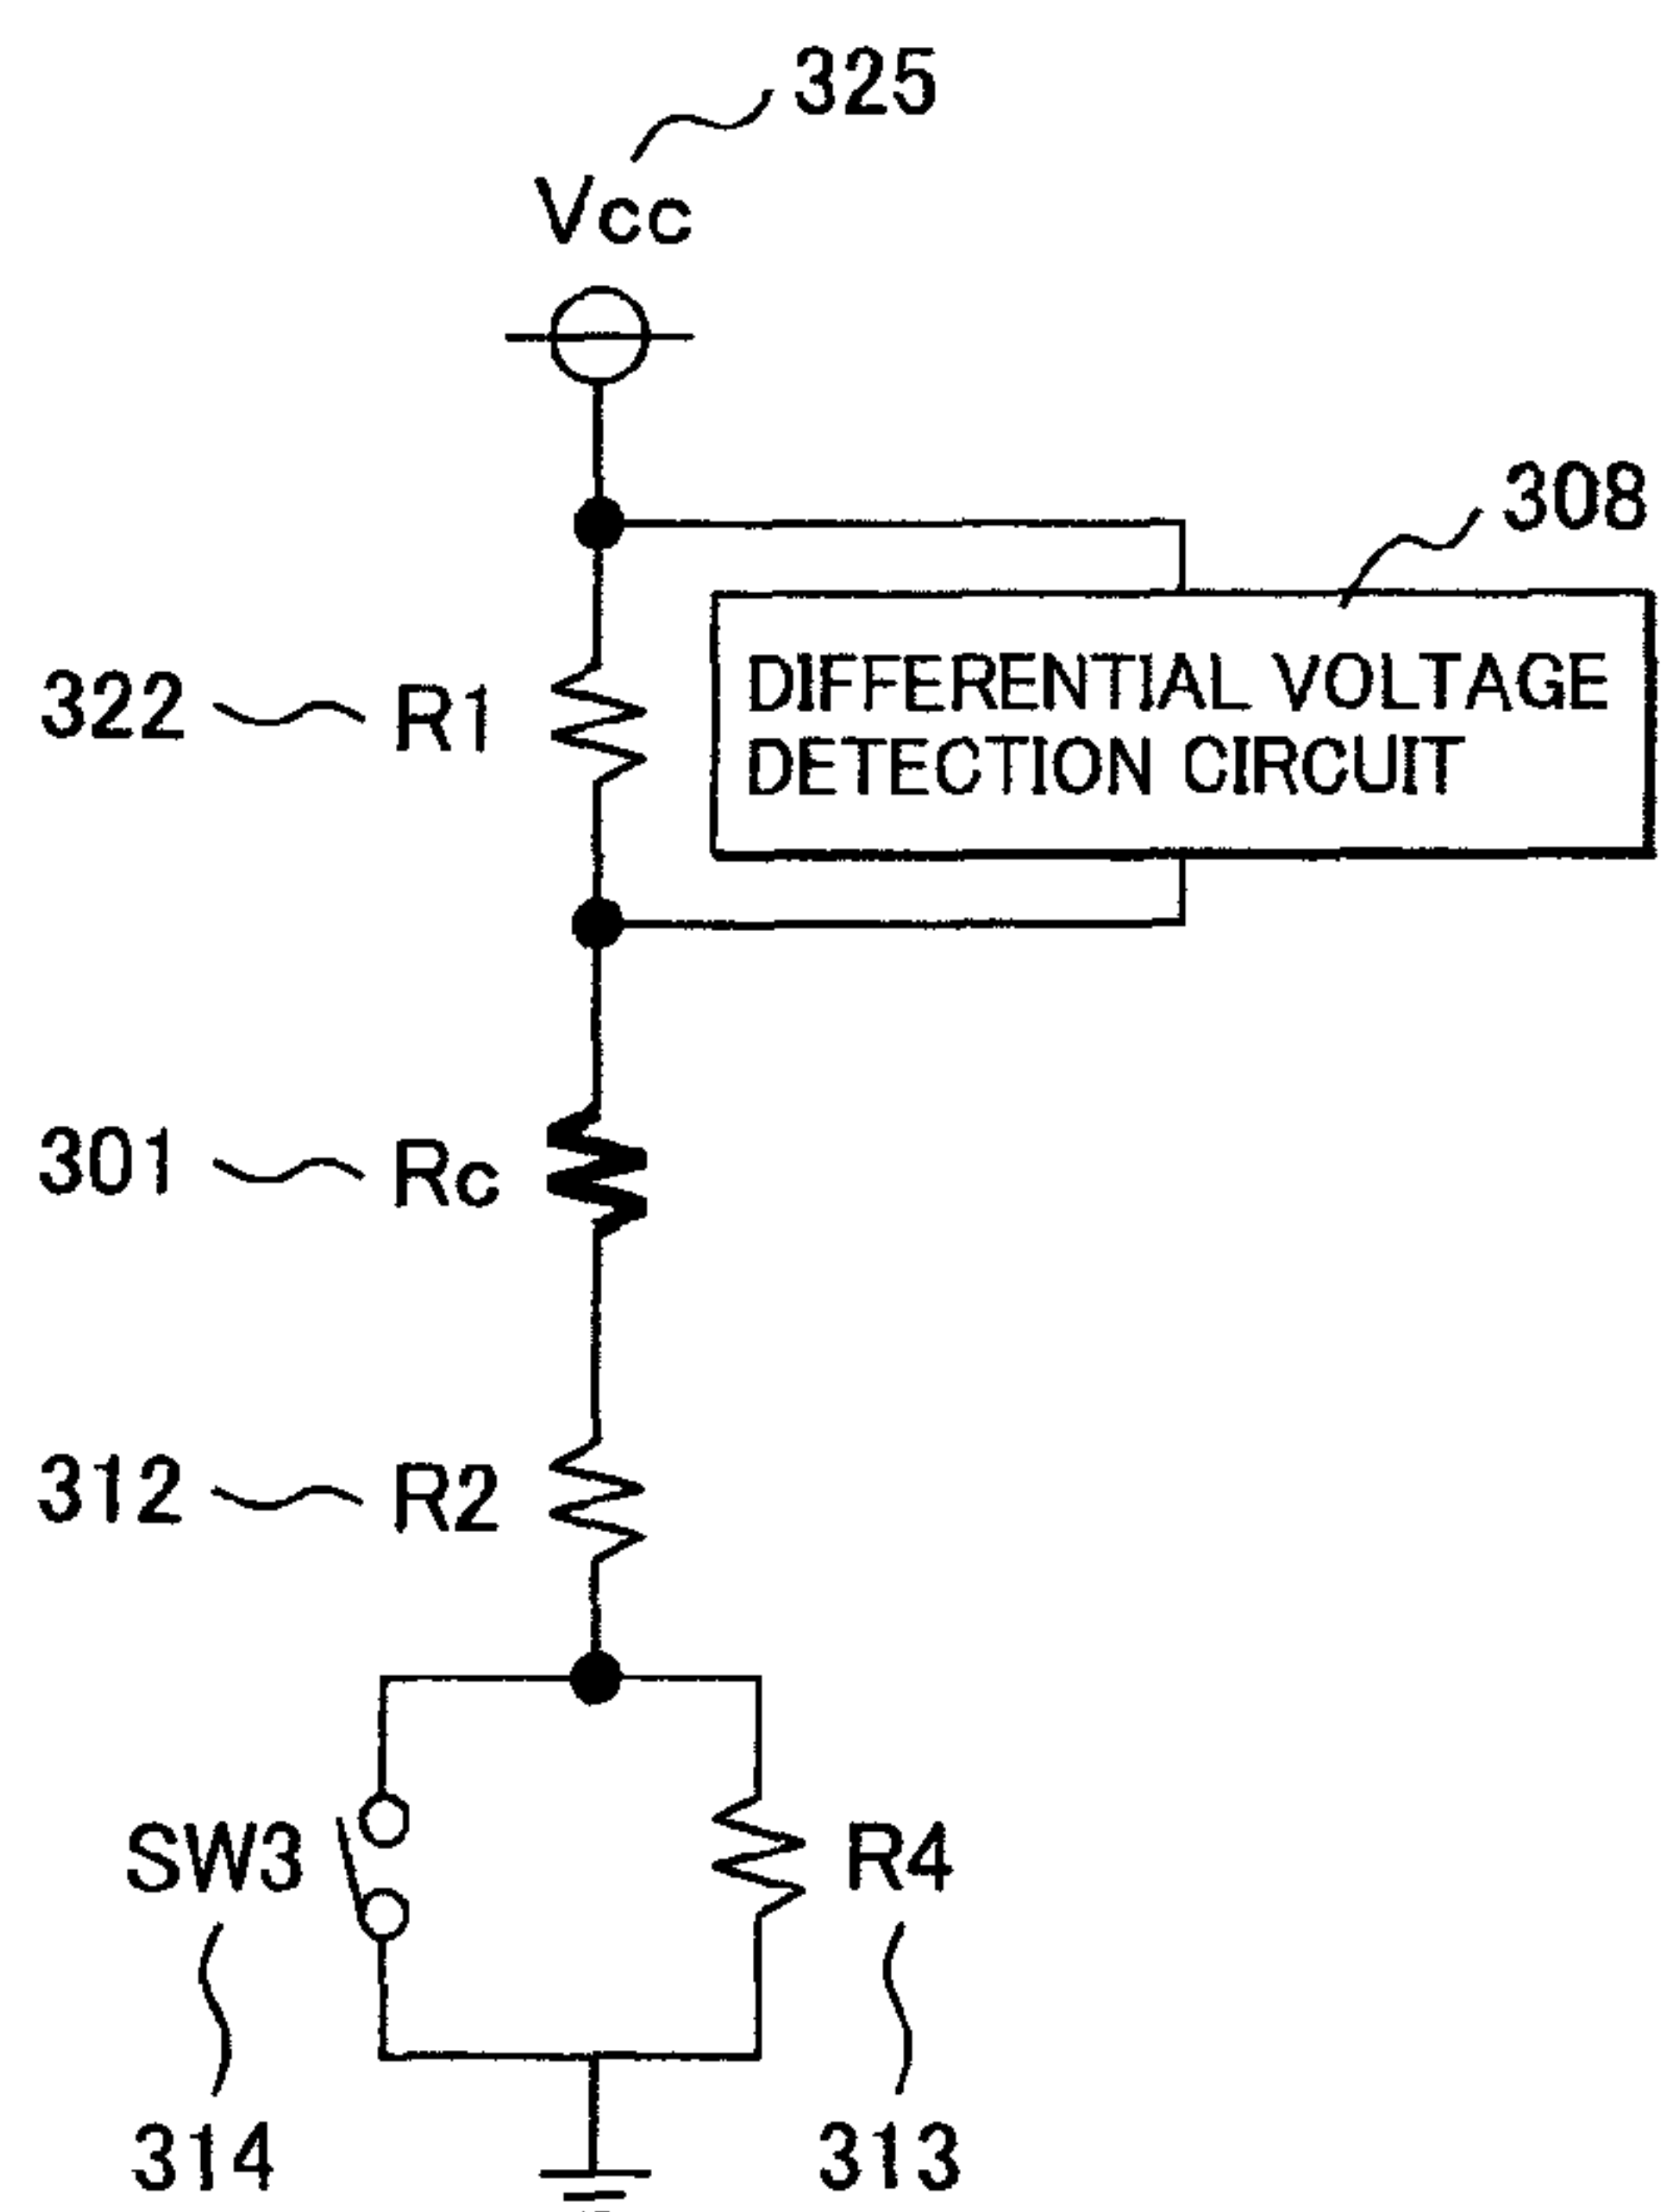 325
Vcc
308
DIFFERENTIAL VOLTAGE
DETECTION CIRCUIT
322 R1
301 Rc
312 R2
SW3 R4
314 313